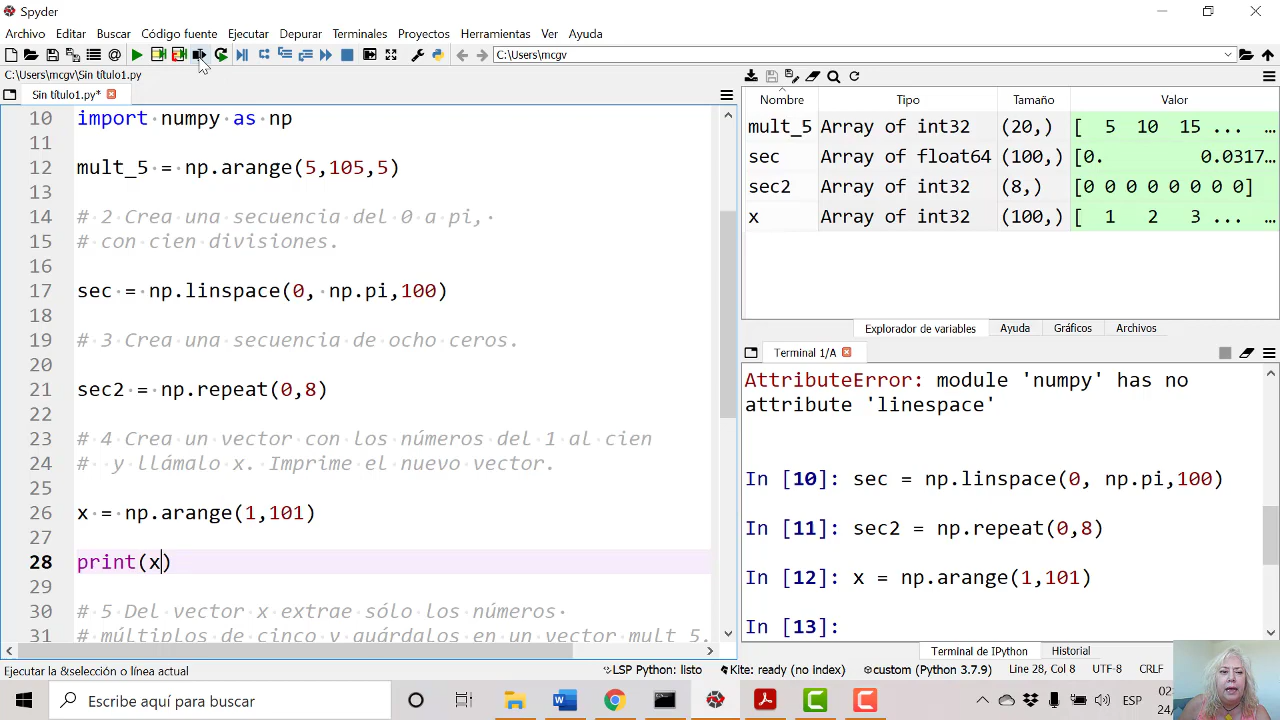 Spyder
Archivo Editar Buscar Código fuente Ejecutar Depurar Terminales Proyectos Herramientas Ver Ayuda
C:\Users\mcgv
C:\Users\mcgv\Sin título1.py
Sin título1.py*
10 import numpy as np
11
12 mult_5 = np.arange(5,105,5)
13
14 # 2 Crea una secuencia del 0 a pi,
15 # con cien divisiones.
16
17 sec = np.linspace(0, np.pi,100)
18
19 # 3 Crea una secuencia de ocho ceros.
20
21 sec2 = np.repeat(0,8)
22
23 # 4 Crea un vector con los números del 1 al cien
24 #  y llámalo x. Imprime el nuevo vector.
25
26 x = np.arange(1,101)
27
28 print(x)
29
30 # 5 Del vector x extrae sólo los números
31 # múltiplos de cinco y guárdalos en un vector mult_5.
Nombre Tipo Tamaño Valor
mult_5 Array of int32 (20,) [ 5 10 15 ... ...
sec Array of float64 (100,) [0. 0.0317...
sec2 Array of int32 (8,) [0 0 0 0 0 0 0 0]
x Array of int32 (100,) [ 1 2 3 ... ...
Explorador de variables Ayuda Gráficos Archivos
Terminal 1/A
AttributeError: module 'numpy' has no
attribute 'linespace'
In [10]: sec = np.linspace(0, np.pi,100)
In [11]: sec2 = np.repeat(0,8)
In [12]: x = np.arange(1,101)
In [13]:
Terminal de IPython Historial
Ejecutar la &selección o línea actual
LSP Python: listo Kite: ready (no index) custom (Python 3.7.9) Line 28, Col 8 UTF-8 CRLF
Escribe aquí para buscar
ESP
02:
24/